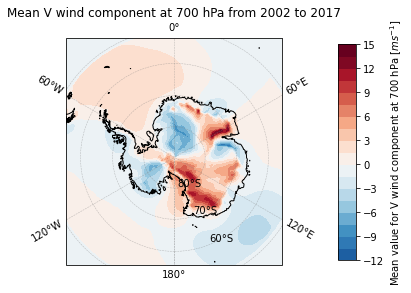 Mean V wind component at 700 hPa from 2002 to 2017
0°
60°W
60°E
80°S
70°S
60°S
120°W
120°E
180°
15
12
9
6
3
0
−3
−6
−9
−12
Mean value for V wind component at 700 hPa [ms⁻¹]